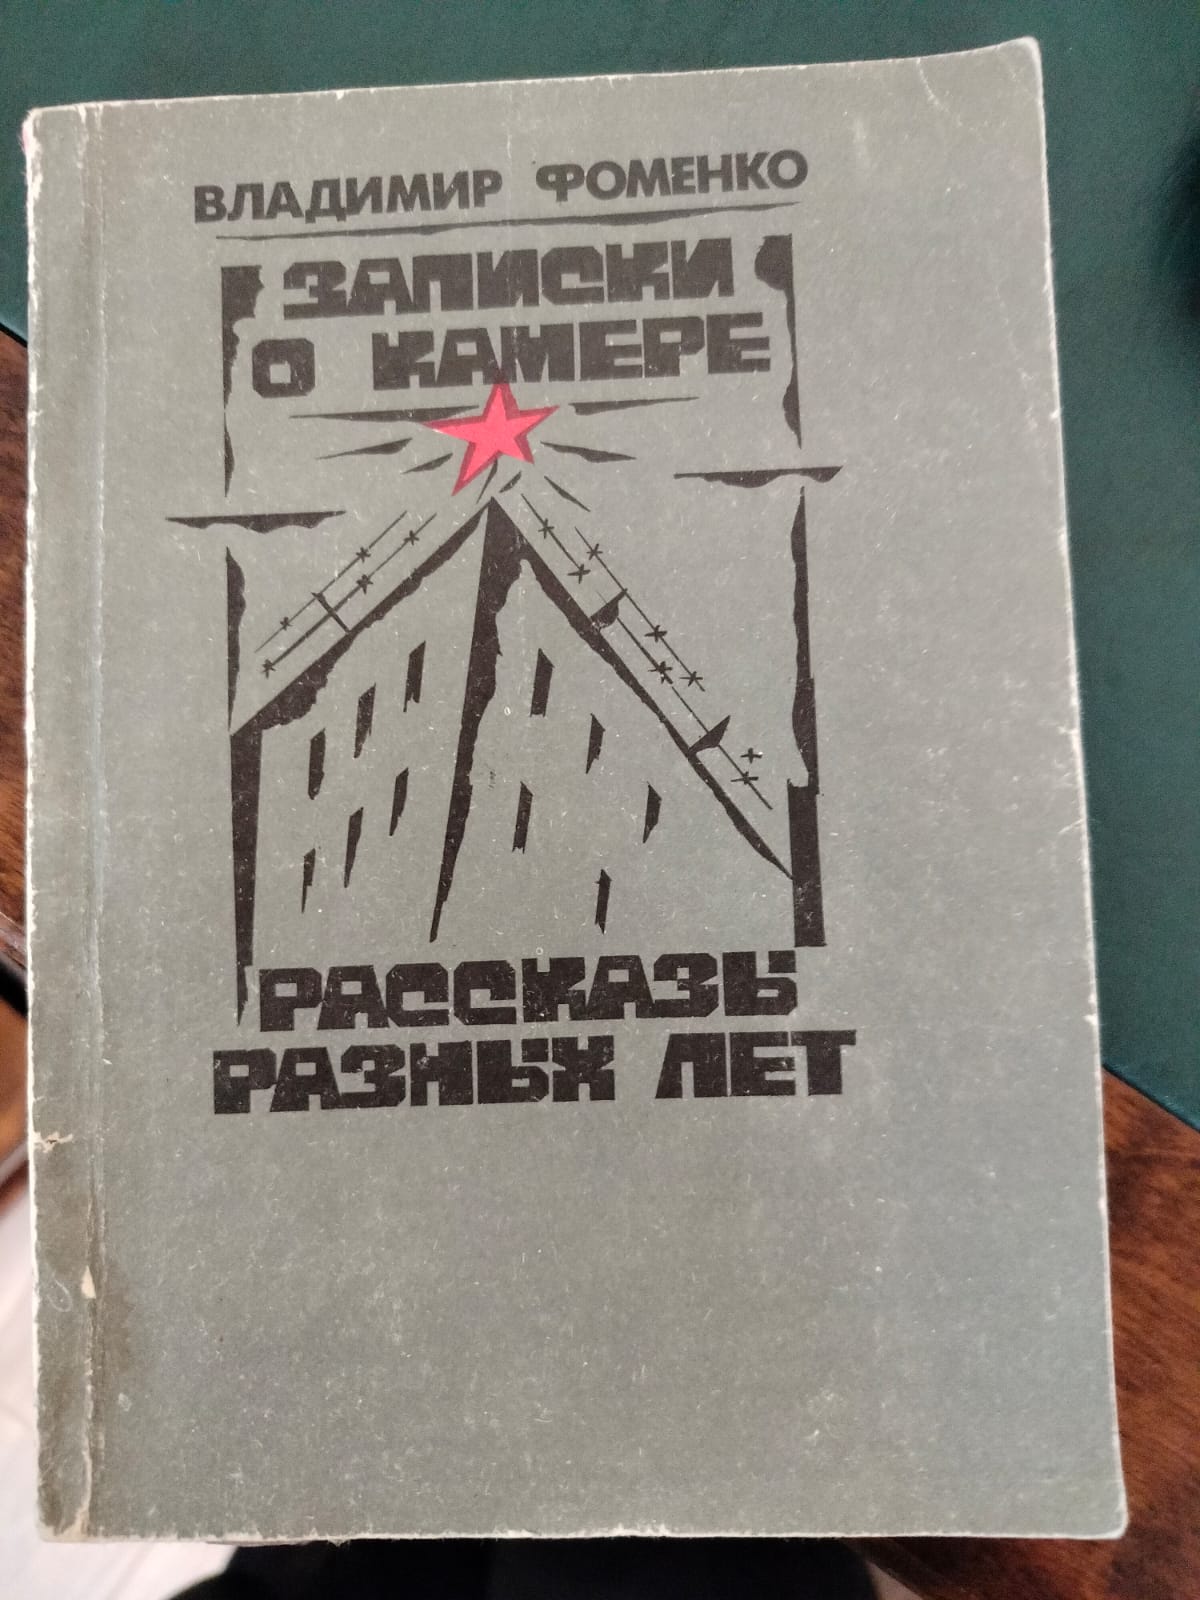 ВЛАДИМИР ФОМЕНКО
ЗАПИСКИ
О КАМЕРЕ
РАССКАЗЫ
РАЗНЫХ ЛЕТ